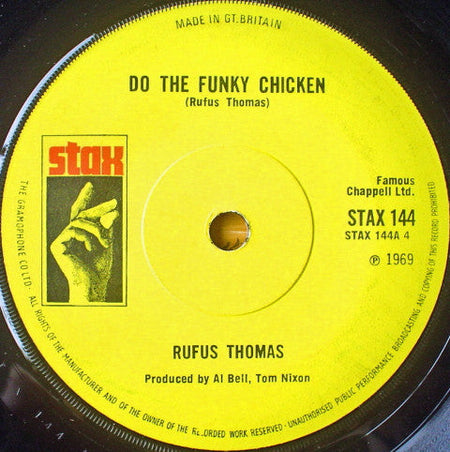 MADE IN GT. BRITAIN
DO THE FUNKY CHICKEN
(Rufus Thomas)
stax
Famous
Chappell Ltd.
STAX 144
STAX 144A 4
℗ 1969
RUFUS THOMAS
Produced by Al Bell, Tom Nixon
THE GRAMOPHONE CO LTD · ALL RIGHTS OF THE MANUFACTURER AND OF THE OWNER OF THE RECORDED WORK RESERVED · UNAUTHORISED PUBLIC PERFORMANCE BROADCASTING AND COPYING OF THIS RECORD PROHIBITED
144